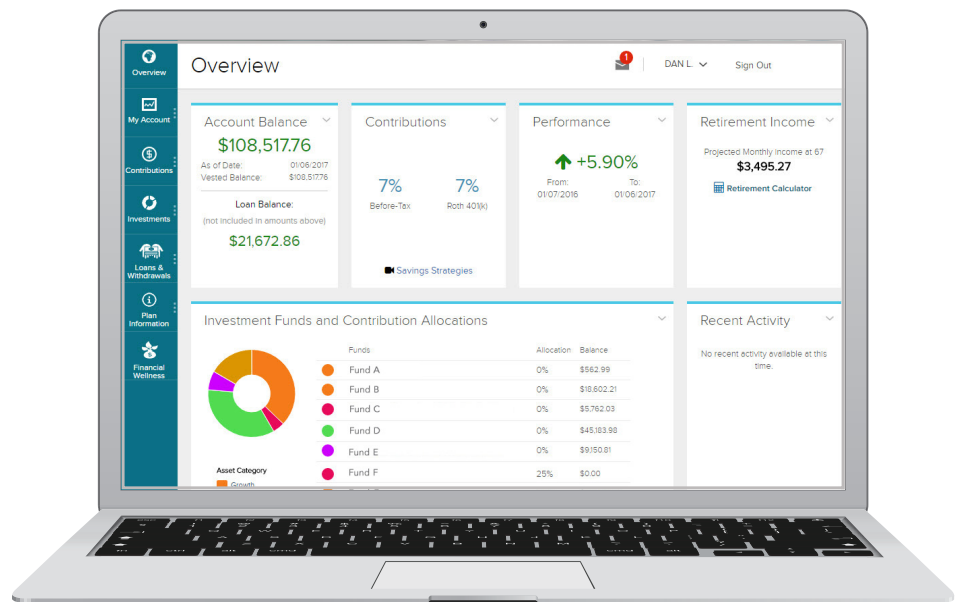 Overview
My Account
Contributions
Investments
Loans &
Withdrawals
Plan
Information
Financial
Wellness
Overview
1
DAN L.
Sign Out
Account Balance
$108,517.76
As of Date: 01/06/2017
Vested Balance: $108,517.76
Loan Balance:
(not included in amounts above)
$21,672.86
Contributions
7% 7%
Before-Tax Roth 401(k)
Savings Strategies
Performance
+5.90%
From: To:
01/07/2016 01/06/2017
Retirement Income
Projected Monthly Income at 67
$3,495.27
Retirement Calculator
Investment Funds and Contribution Allocations
Funds Allocation Balance
Fund A 0% $562.99
Fund B 0% $18,602.21
Fund C 0% $5,762.03
Fund D 0% $45,183.98
Fund E 0% $9,150.81
Fund F 25% $0.00
Asset Category
Growth
Recent Activity
No recent activity available at this
time.